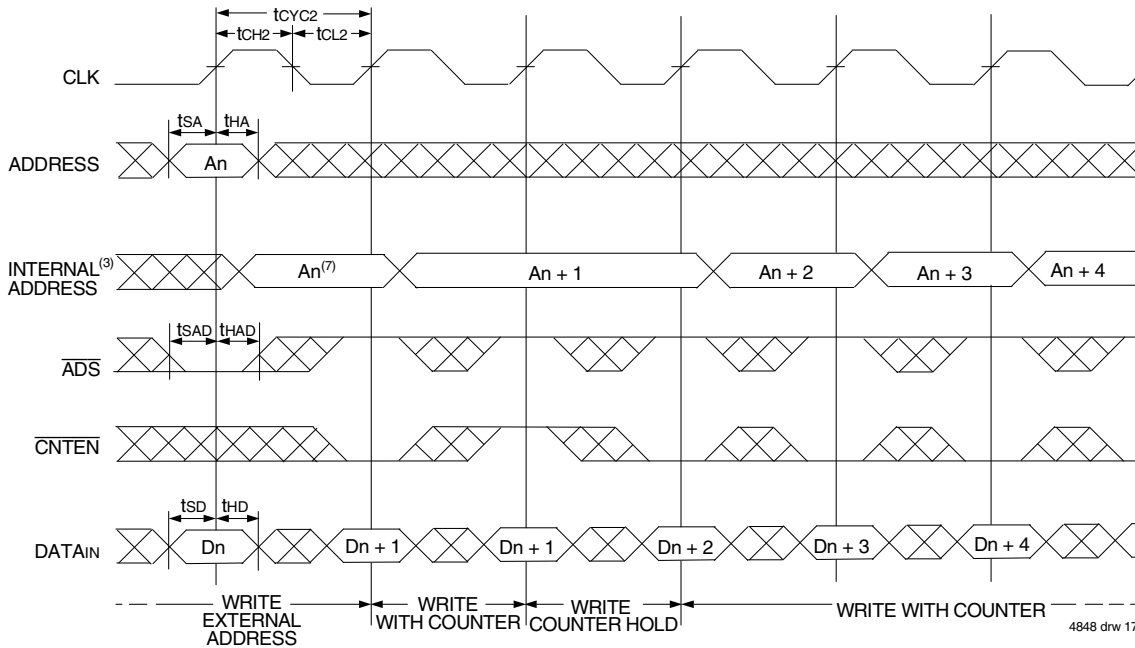 tCYC2
tCH2 tCL2
CLK
tSA tHA
ADDRESS An
INTERNAL(3) ADDRESS An(7) An + 1 An + 2 An + 3 An + 4
tSAD tHAD
ADS
CNTEN
tSD tHD
DATAIN Dn Dn + 1 Dn + 1 Dn + 2 Dn + 3 Dn + 4
WRITE EXTERNAL ADDRESS
WRITE WITH COUNTER
WRITE COUNTER HOLD
WRITE WITH COUNTER
4848 drw 17